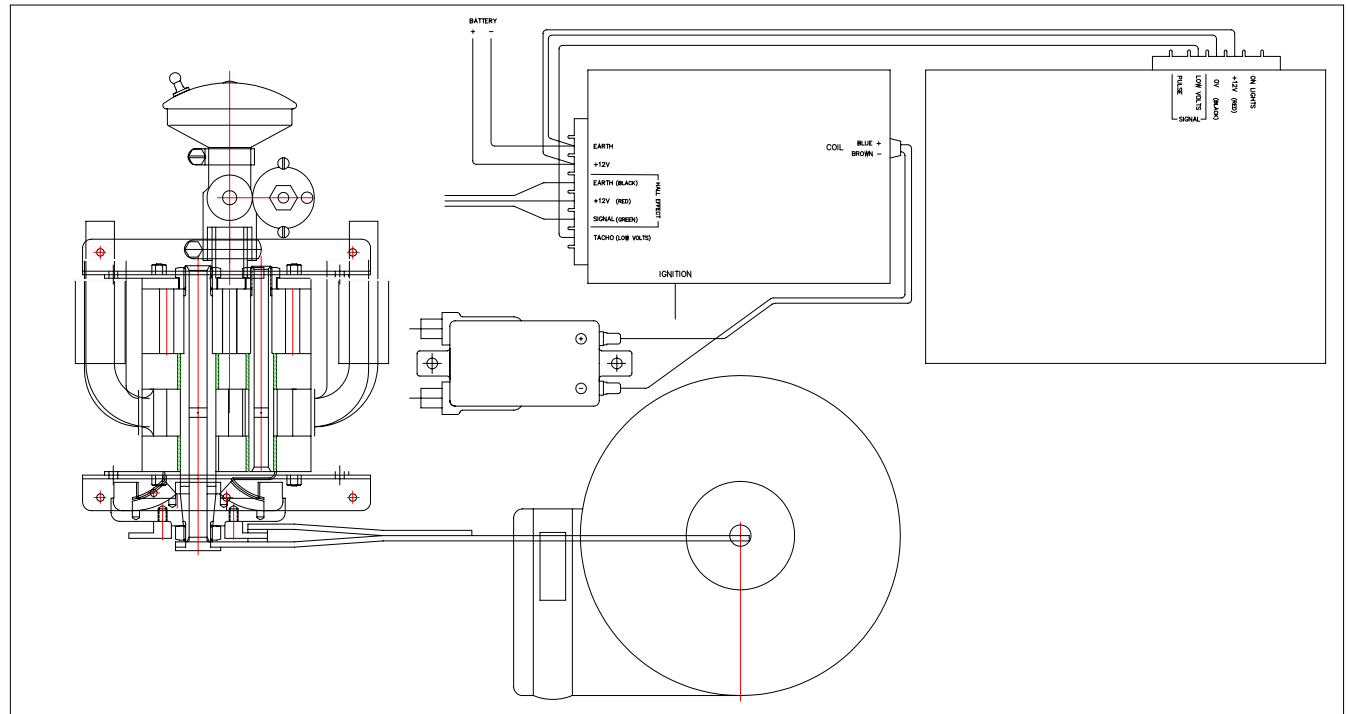 BATTERY
+ −
EARTH
+12V
EARTH (BLACK)
+12V (RED)
SIGNAL (GREEN)
HALL EFFECT
TACHO (LOW VOLTS)
IGNITION
COIL
BLUE +
BROWN −
PULSE
LOW VOLTS
SIGNAL
0V (BLACK)
+12V (RED)
ON LIGHTS
+
−